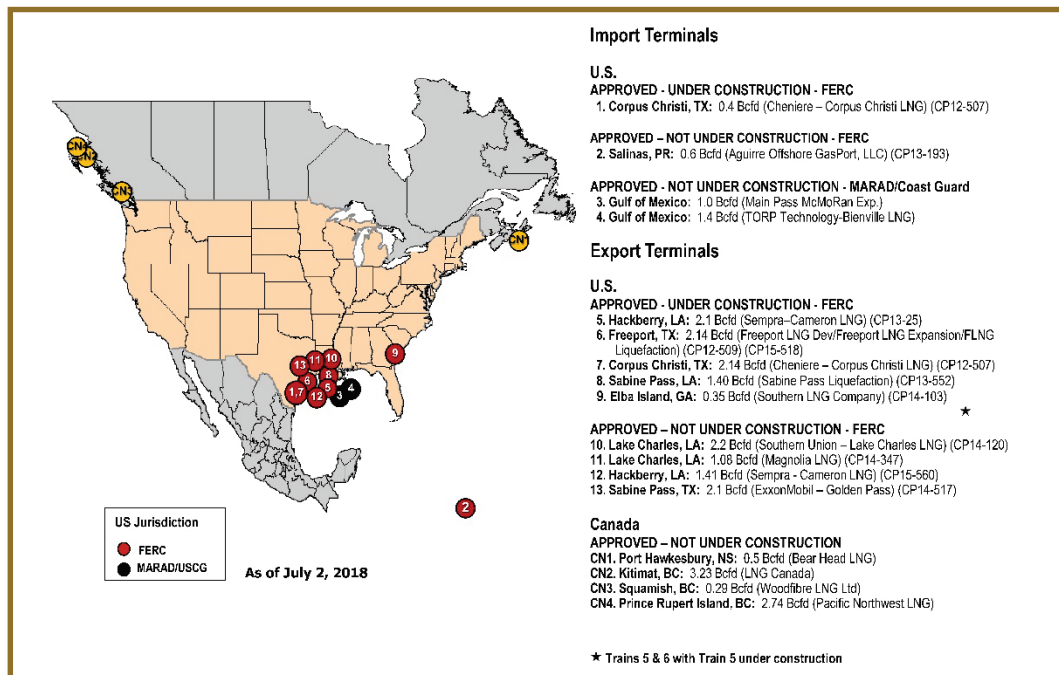 Import Terminals
U.S.
APPROVED - UNDER CONSTRUCTION - FERC
1. Corpus Christi, TX: 0.4 Bcfd (Cheniere – Corpus Christi LNG) (CP12-507)
APPROVED – NOT UNDER CONSTRUCTION - FERC
2. Salinas, PR: 0.6 Bcfd (Aguirre Offshore GasPort, LLC) (CP13-193)
APPROVED - NOT UNDER CONSTRUCTION - MARAD/Coast Guard
3. Gulf of Mexico: 1.0 Bcfd (Main Pass McMoRan Exp.)
4. Gulf of Mexico: 1.4 Bcfd (TORP Technology-Bienville LNG)
Export Terminals
U.S.
APPROVED - UNDER CONSTRUCTION - FERC
5. Hackberry, LA: 2.1 Bcfd (Sempra–Cameron LNG) (CP13-25)
6. Freeport, TX: 2.14 Bcfd (Freeport LNG Dev/Freeport LNG Expansion/FLNG
Liquefaction) (CP12-509) (CP15-518)
7. Corpus Christi, TX: 2.14 Bcfd (Cheniere – Corpus Christi LNG) (CP12-507)
8. Sabine Pass, LA: 1.40 Bcfd (Sabine Pass Liquefaction) (CP13-552)
9. Elba Island, GA: 0.35 Bcfd (Southern LNG Company) (CP14-103)
★
APPROVED – NOT UNDER CONSTRUCTION - FERC
10. Lake Charles, LA: 2.2 Bcfd (Southern Union – Lake Charles LNG) (CP14-120)
11. Lake Charles, LA: 1.08 Bcfd (Magnolia LNG) (CP14-347)
12. Hackberry, LA: 1.41 Bcfd (Sempra - Cameron LNG) (CP15-560)
13. Sabine Pass, TX: 2.1 Bcfd (ExxonMobil – Golden Pass) (CP14-517)
Canada
APPROVED – NOT UNDER CONSTRUCTION
CN1. Port Hawkesbury, NS: 0.5 Bcfd (Bear Head LNG)
CN2. Kitimat, BC: 3.23 Bcfd (LNG Canada)
CN3. Squamish, BC: 0.29 Bcfd (Woodfibre LNG Ltd)
CN4. Prince Rupert Island, BC: 2.74 Bcfd (Pacific Northwest LNG)
★ Trains 5 & 6 with Train 5 under construction
CN4
CN2
CN3
CN1
9
13
11
10
6
8
1,7
12
5
3
4
2
US Jurisdiction
FERC
MARAD/USCG
As of July 2, 2018